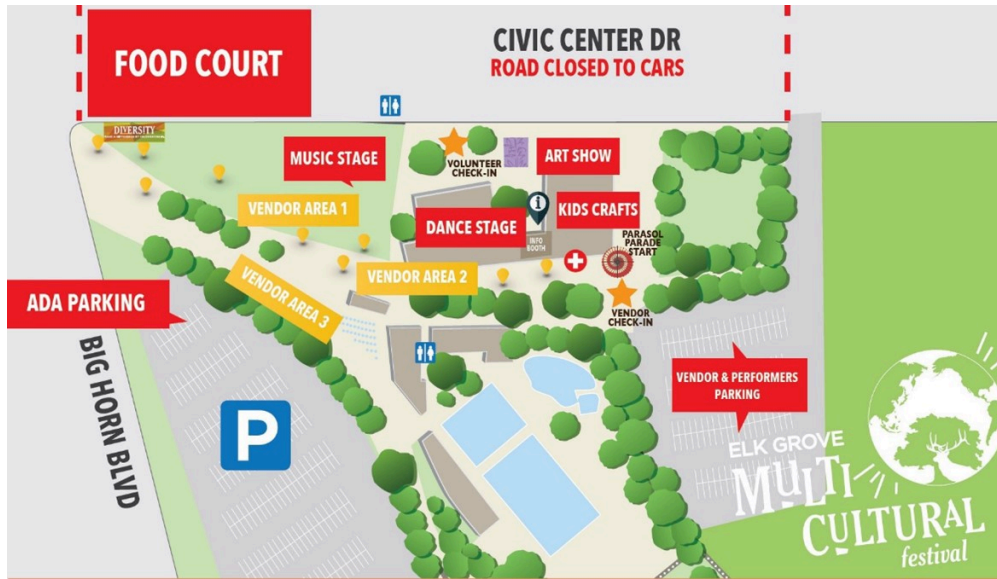 FOOD COURT
CIVIC CENTER DR
ROAD CLOSED TO CARS
DIVERSITY
MUSIC STAGE
VOLUNTEER
CHECK-IN
ART SHOW
VENDOR AREA 1
DANCE STAGE
i
KIDS CRAFTS
INFO
BOOTH
PARASOL
PARADE
START
VENDOR AREA 2
VENDOR AREA 3
VENDOR
CHECK-IN
ADA PARKING
BIG HORN BLVD
P
VENDOR & PERFORMERS
PARKING
ELK GROVE
MULTI
CULTURAL
festival